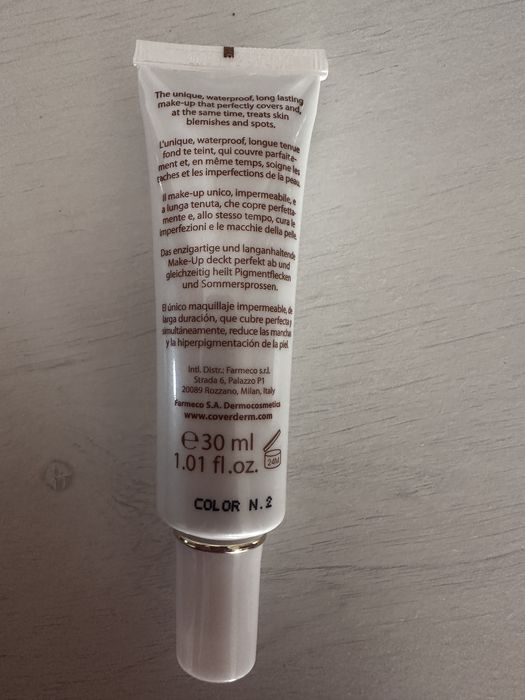 The unique, waterproof, long lasting
make-up that perfectly covers and,
at the same time, treats skin
blemishes and spots.
L'unique, waterproof, longue tenue
fond te teint, qui couvre parfaite-
ment et, en même temps, soigne les
taches et les imperfections de la peau.
Il make-up unico, impermeabile, e
a lunga tenuta, che copre perfetta-
mente e, allo stesso tempo, cura le
imperfezioni e le macchie della pelle
Das enzigartige und langanhaltende
Make-Up deckt perfekt ab und
gleichzeitig heilt Pigmentflecken
und Sommersprossen.
El único maquillaje impermeable, de
larga duración, que cubre perfecta y
simultáneamente, reduce las manchas
y la hiperpigmentación de la piel.
Intl. Distr.: Farmeco s.r.l.
Strada 6, Palazzo P1
20089 Rozzano, Milan, Italy
Farmeco S.A. Dermocosmetics
www.coverderm.com
℮30 ml
1.01 fl.oz.
24M
COLOR N.2